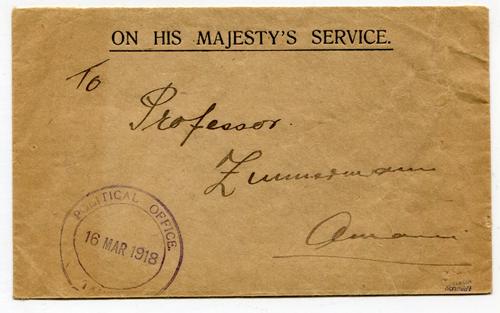 ON HIS MAJESTY'S SERVICE.
To
Professor.
Zimmermann
Amani
POLITICAL OFFICE.
16 MAR 1918